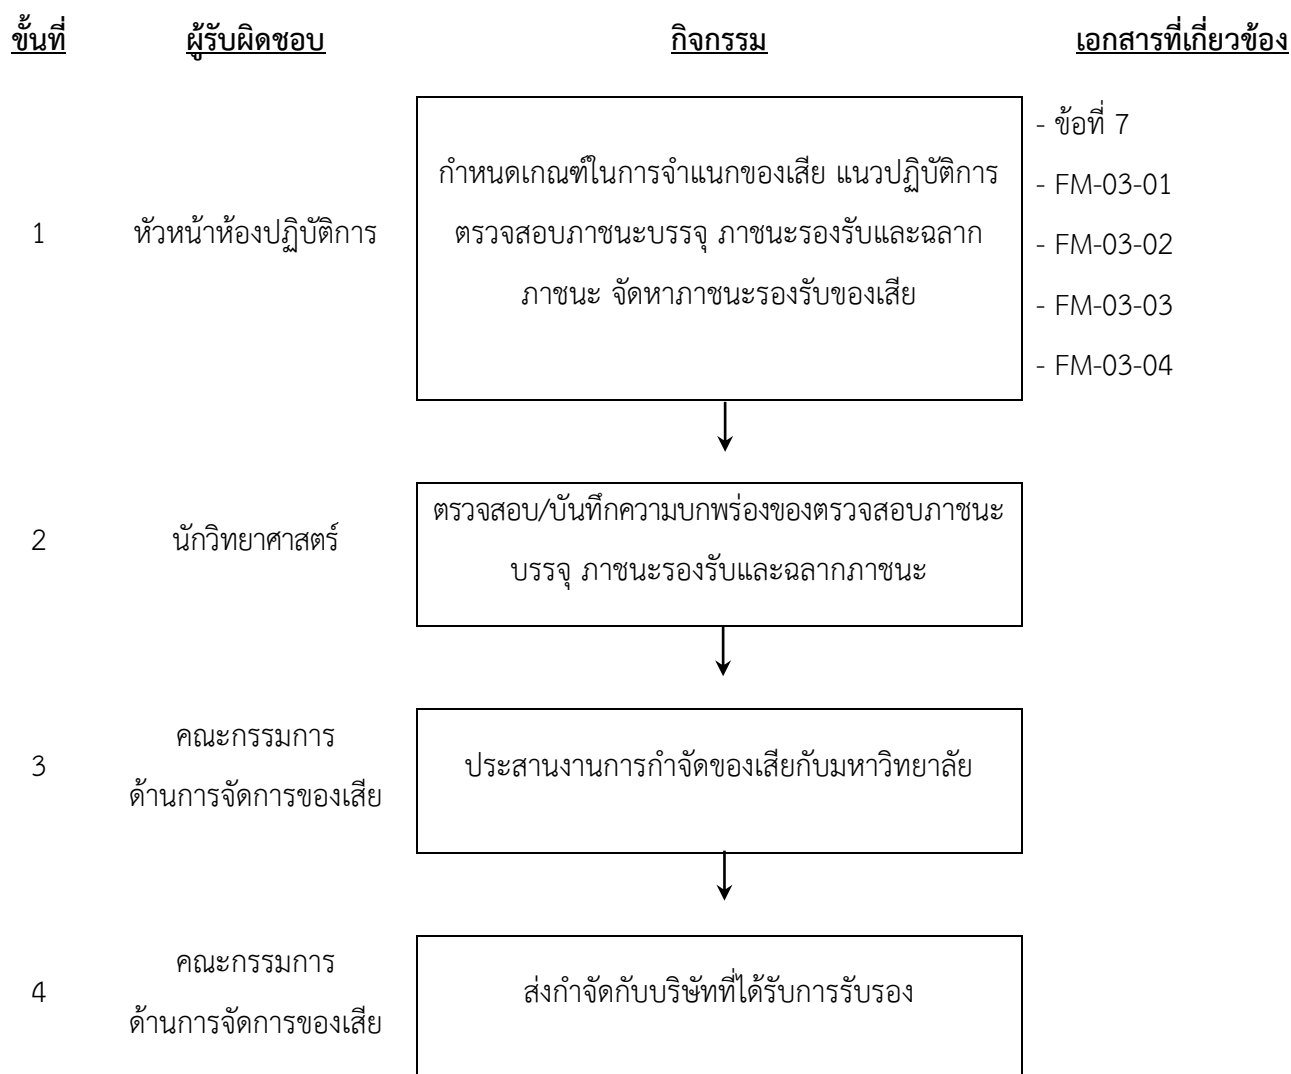 ขั้นที่ ผู้รับผิดชอบ กิจกรรม เอกสารที่เกี่ยวข้อง
1 หัวหน้าห้องปฏิบัติการ
กำหนดเกณฑ์ในการจำแนกของเสีย แนวปฏิบัติการ
ตรวจสอบภาชนะบรรจุ ภาชนะรองรับและฉลาก
ภาชนะ จัดหาภาชนะรองรับของเสีย
- ข้อที่ 7
- FM-03-01
- FM-03-02
- FM-03-03
- FM-03-04
2 นักวิทยาศาสตร์
ตรวจสอบ/บันทึกความบกพร่องของตรวจสอบภาชนะ
บรรจุ ภาชนะรองรับและฉลากภาชนะ
3
คณะกรรมการ
ด้านการจัดการของเสีย
ประสานงานการกำจัดของเสียกับมหาวิทยาลัย
4
คณะกรรมการ
ด้านการจัดการของเสีย
ส่งกำจัดกับบริษัทที่ได้รับการรับรอง